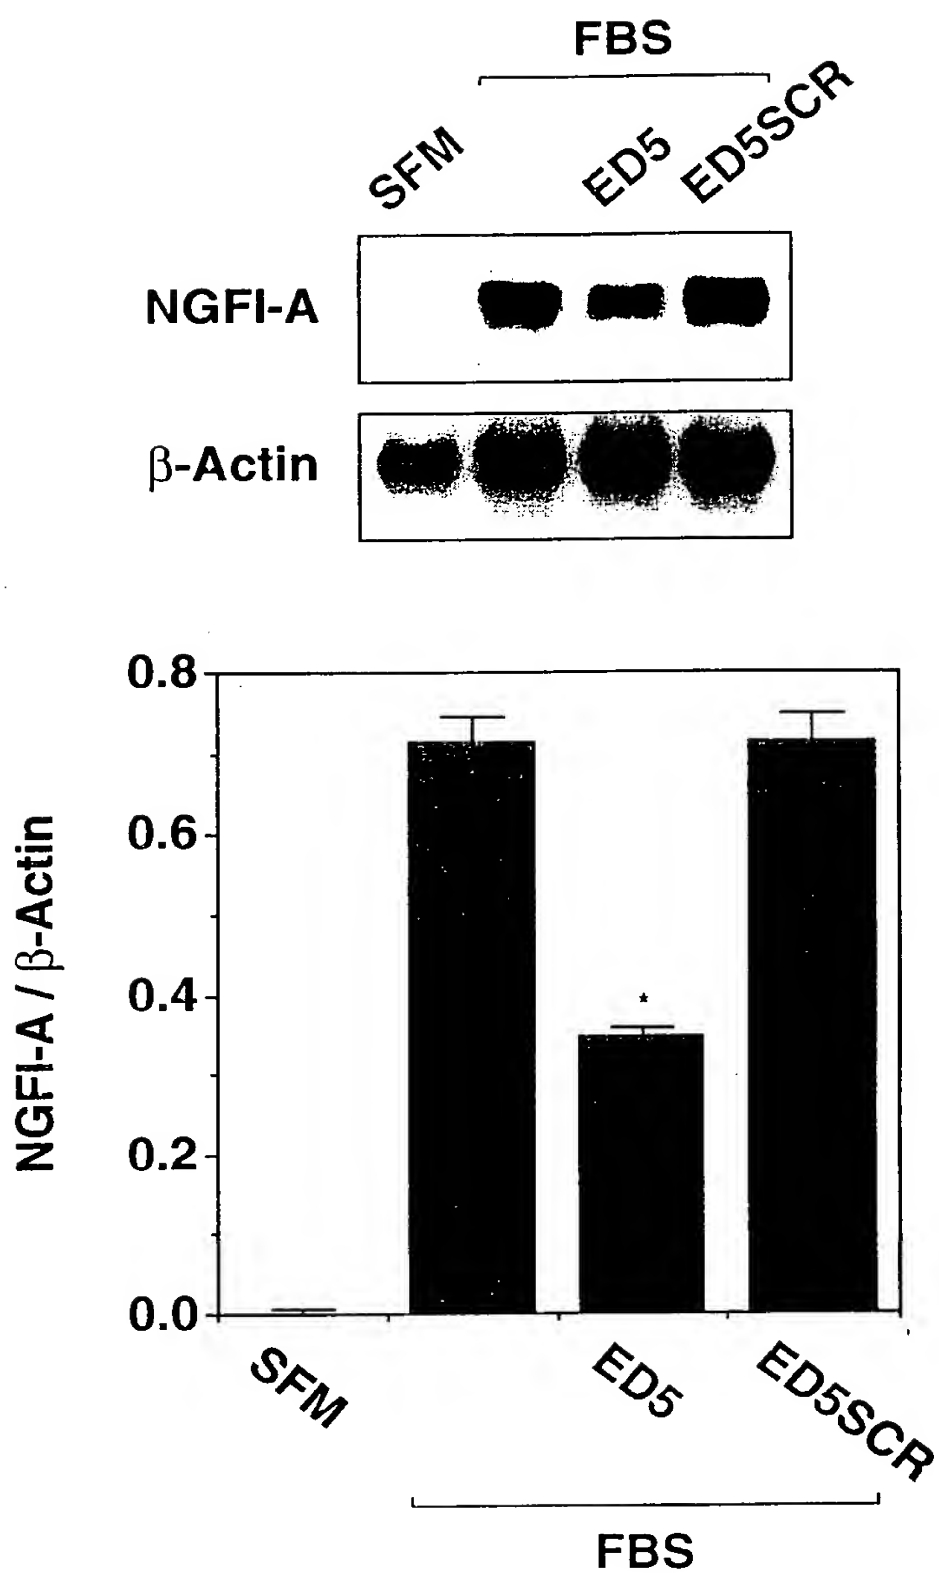 FBS
SFM
ED5
ED5SCR
NGFI-A
β-Actin
0.8
0.6
0.4
0.2
0.0
NGFI-A / β-Actin
*
SFM
ED5
ED5SCR
FBS